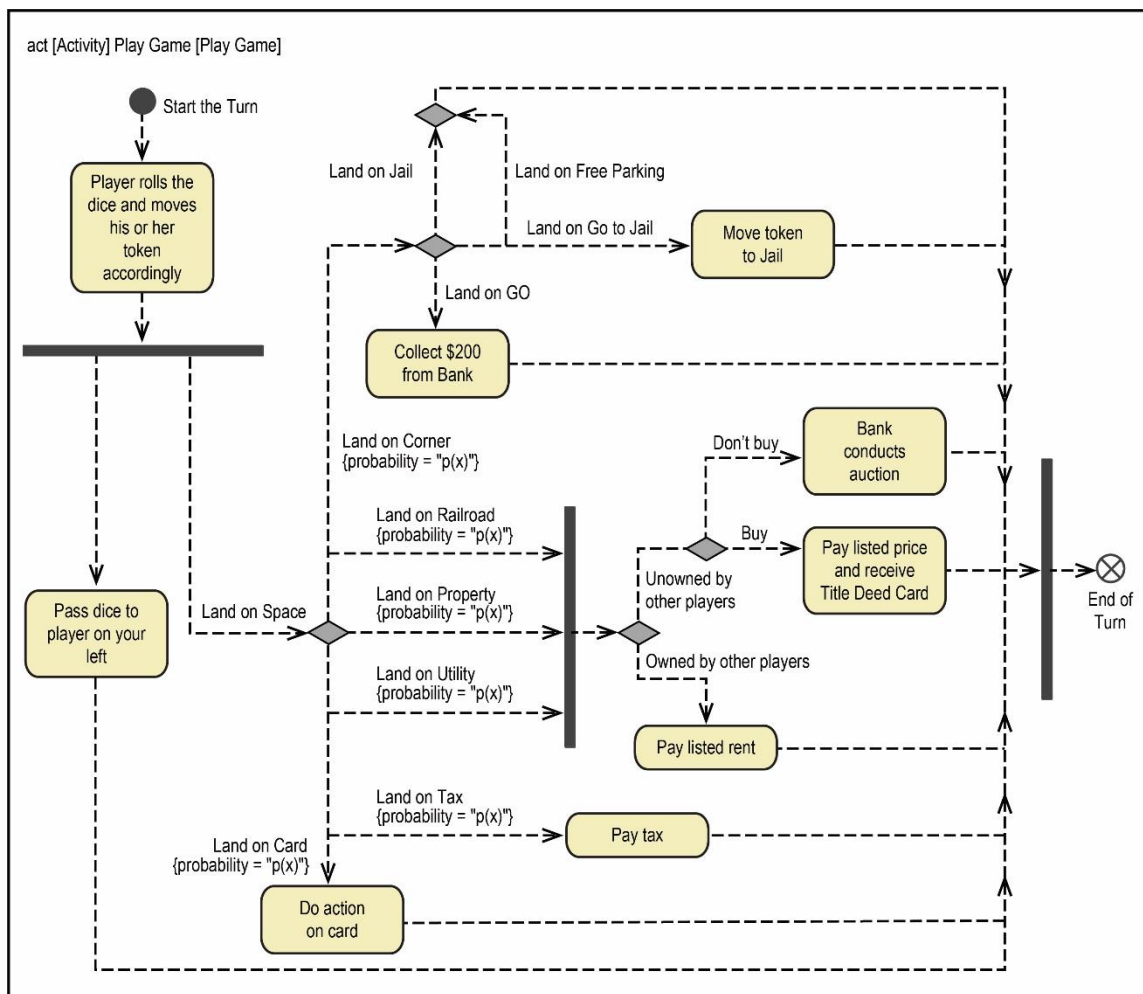 act [Activity] Play Game [Play Game]
Start the Turn
Player rolls the
dice and moves
his or her
token
accordingly
Land on Jail
Land on Free Parking
Land on Go to Jail
Move token
to Jail
Land on GO
Collect $200
from Bank
Land on Corner
{probability = "p(x)"}
Don't buy
Bank
conducts
auction
Land on Railroad
{probability = "p(x)"}
Buy
Pay listed price
and receive
Title Deed Card
Unowned by
other players
End of
Turn
Pass dice to
player on your
left
Land on Space
Land on Property
{probability = "p(x)"}
Owned by other players
Land on Utility
{probability = "p(x)"}
Pay listed rent
Land on Tax
{probability = "p(x)"}
Pay tax
Land on Card
{probability = "p(x)"}
Do action
on card